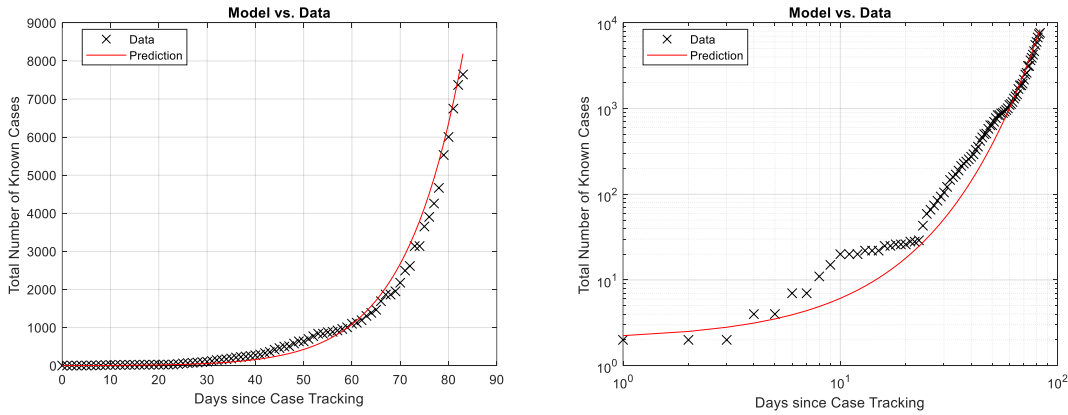 Model vs. Data
Data
Prediction
Total Number of Known Cases
9000
8000
7000
6000
5000
4000
3000
2000
1000
0
0 10 20 30 40 50 60 70 80 90
Days since Case Tracking
Model vs. Data
Data
Prediction
Total Number of Known Cases
10^4
10^3
10^2
10^1
10^0
10^0 10^1 10^2
Days since Case Tracking